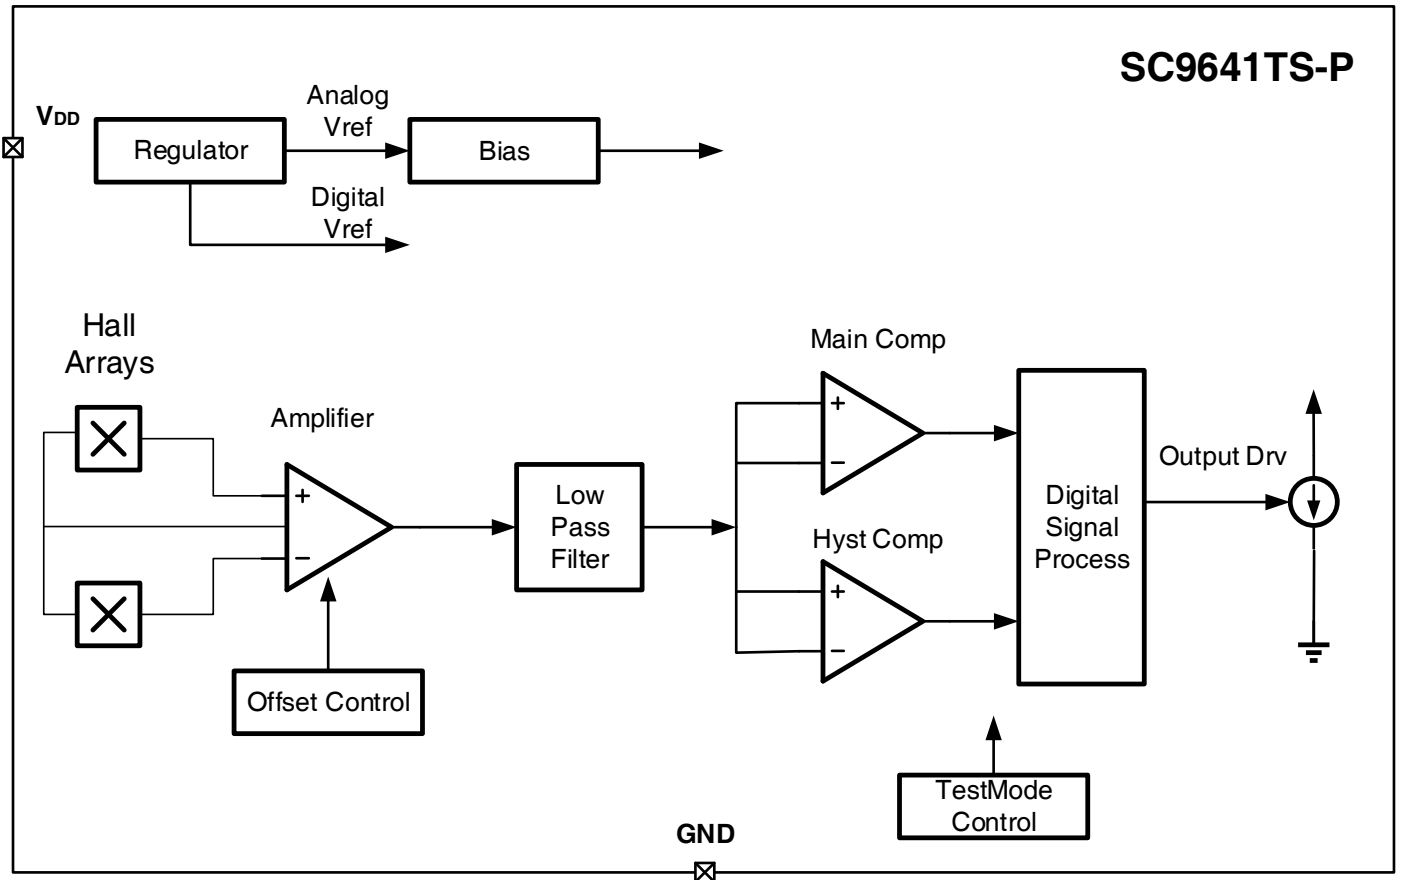 SC9641TS-P
VDD
Analog
Vref
Regulator
Bias
Digital
Vref
Hall
Arrays
Main Comp
Amplifier
+
-
+
-
Low
Pass
Filter
Hyst Comp
+
-
Digital
Signal
Process
Output Drv
Offset Control
TestMode
Control
GND